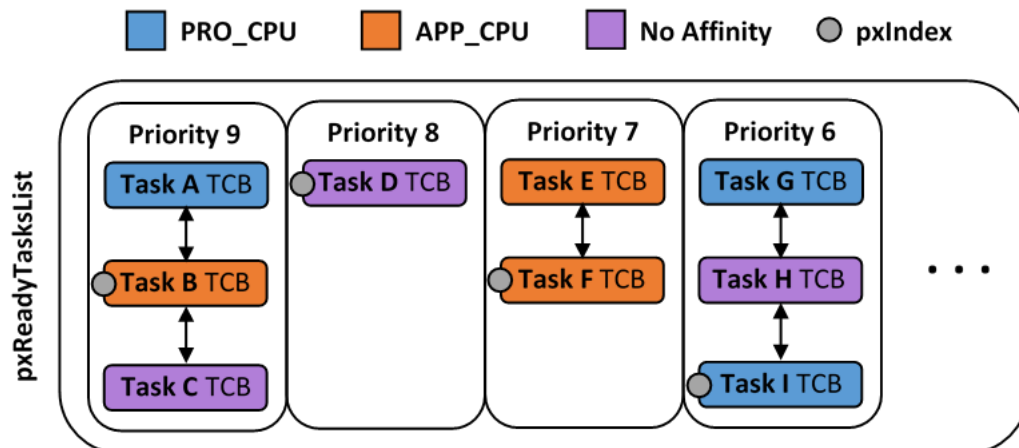 PRO_CPU APP_CPU No Affinity pxIndex
pxReadyTasksList
Priority 9 Priority 8 Priority 7 Priority 6
Task A TCB Task D TCB Task E TCB Task G TCB
Task B TCB Task F TCB Task H TCB
Task C TCB Task I TCB
. . .